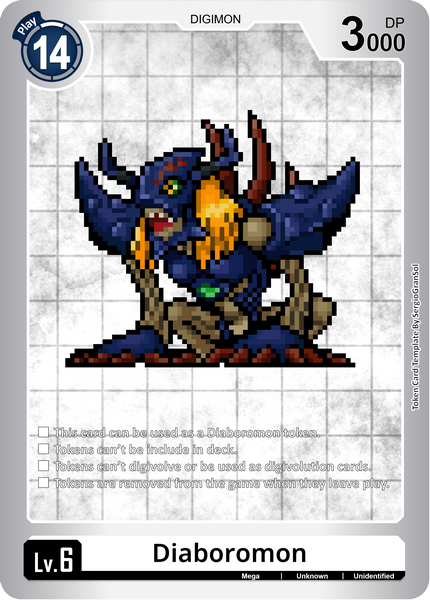 Play
14
DIGIMON
3000
DP
Token Card Template By SergioGranSol
This card can be used as a Diaboromon token.
Tokens can't be include in deck.
Tokens can't digivolve or be used as digivolution cards.
Tokens are removed from the game when they leave play.
Lv.6
Diaboromon
Mega | Unknown | Unidentified